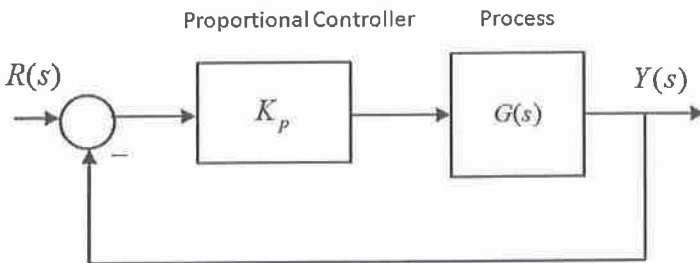 Proportional Controller Process
R(s) Y(s)
K_p G(s)
−